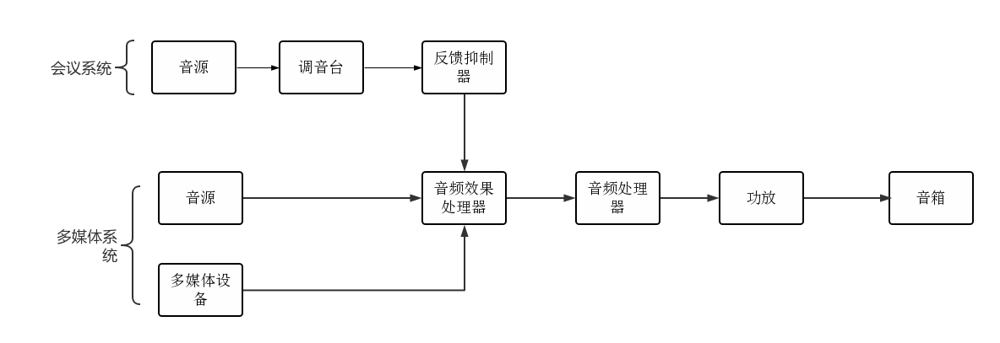 会议系统
音源
调音台
反馈抑制
器
音源
音频效果
处理器
音频处理
器
功放
音箱
多媒体系
统
多媒体设
备